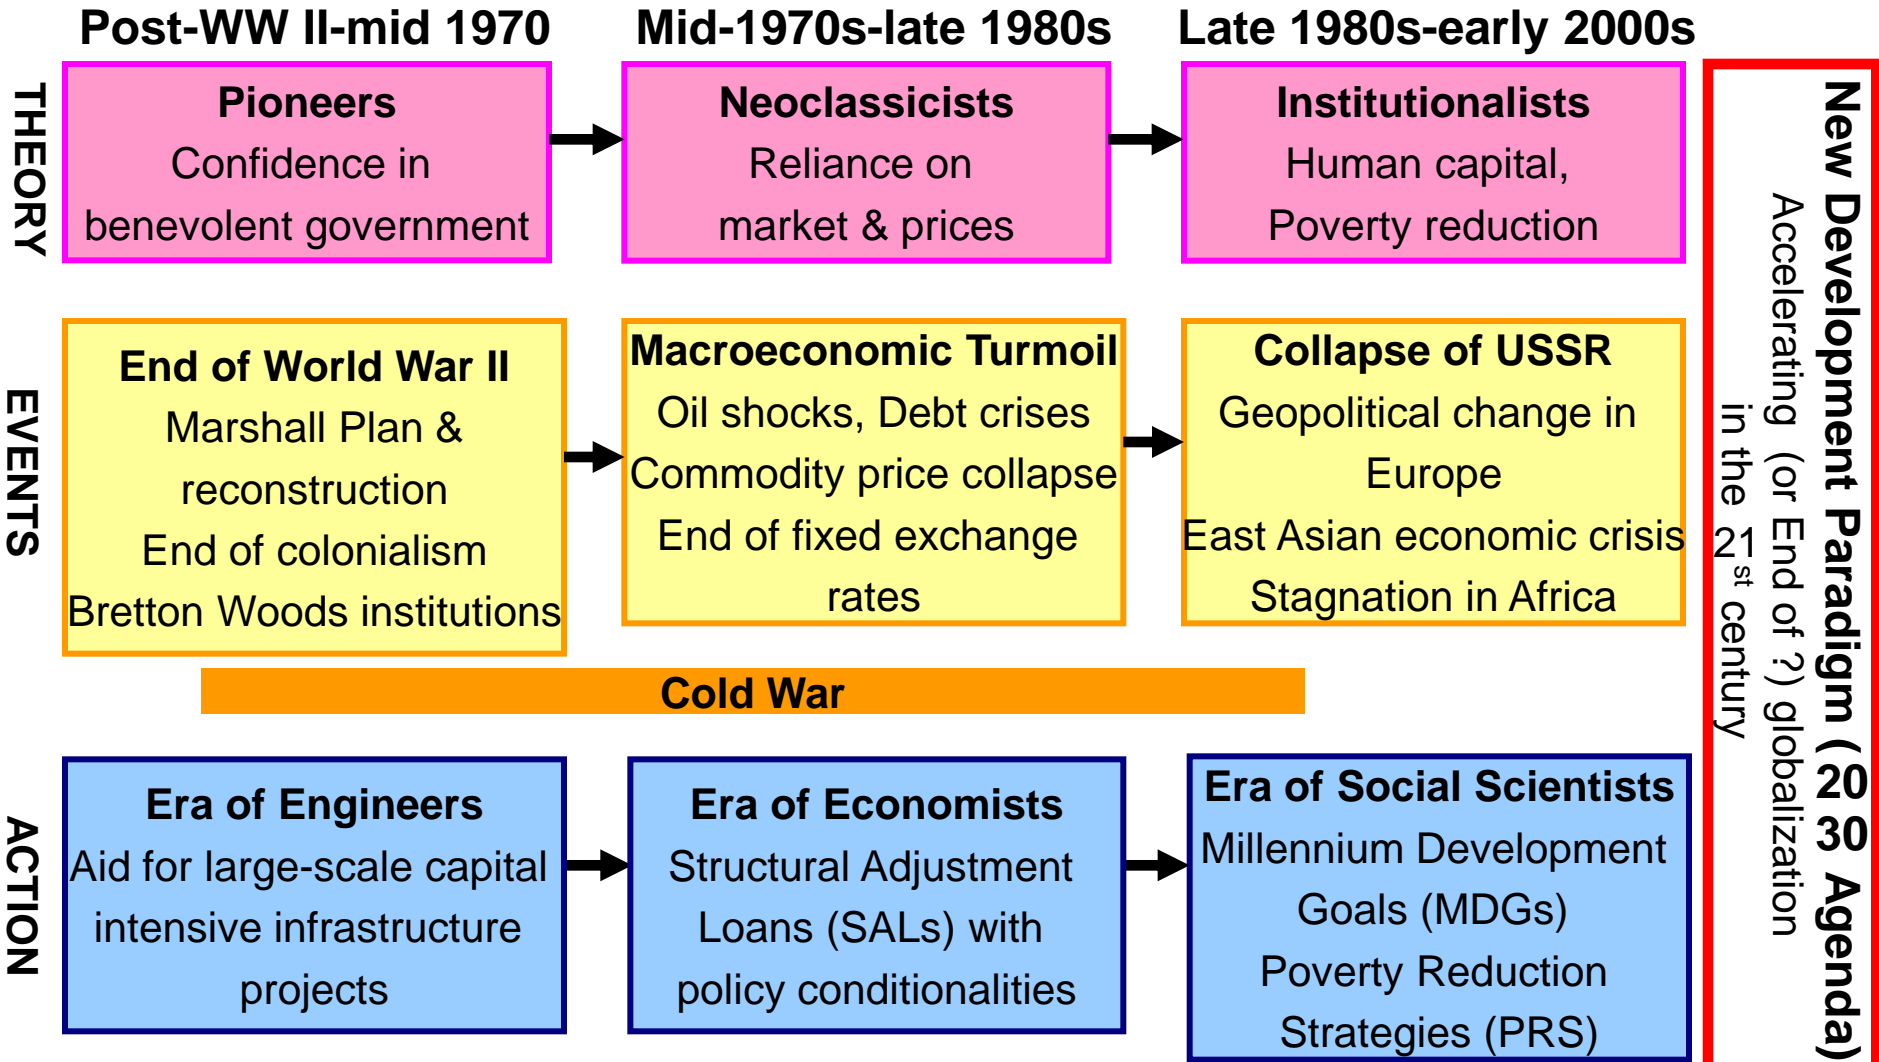 Post-WW II-mid 1970
Mid-1970s-late 1980s
Late 1980s-early 2000s
THEORY
Pioneers
Confidence in
benevolent government
Neoclassicists
Reliance on
market & prices
Institutionalists
Human capital,
Poverty reduction
EVENTS
End of World War II
Marshall Plan &
reconstruction
End of colonialism
Bretton Woods institutions
Macroeconomic Turmoil
Oil shocks, Debt crises
Commodity price collapse
End of fixed exchange
rates
Collapse of USSR
Geopolitical change in
Europe
East Asian economic crisis
Stagnation in Africa
Cold War
ACTION
Era of Engineers
Aid for large-scale capital
intensive infrastructure
projects
Era of Economists
Structural Adjustment
Loans (SALs) with
policy conditionalities
Era of Social Scientists
Millennium Development
Goals (MDGs)
Poverty Reduction
Strategies (PRS)
New Development Paradigm (2030 Agenda)
Accelerating (or End of ?) globalization
in the 21st century